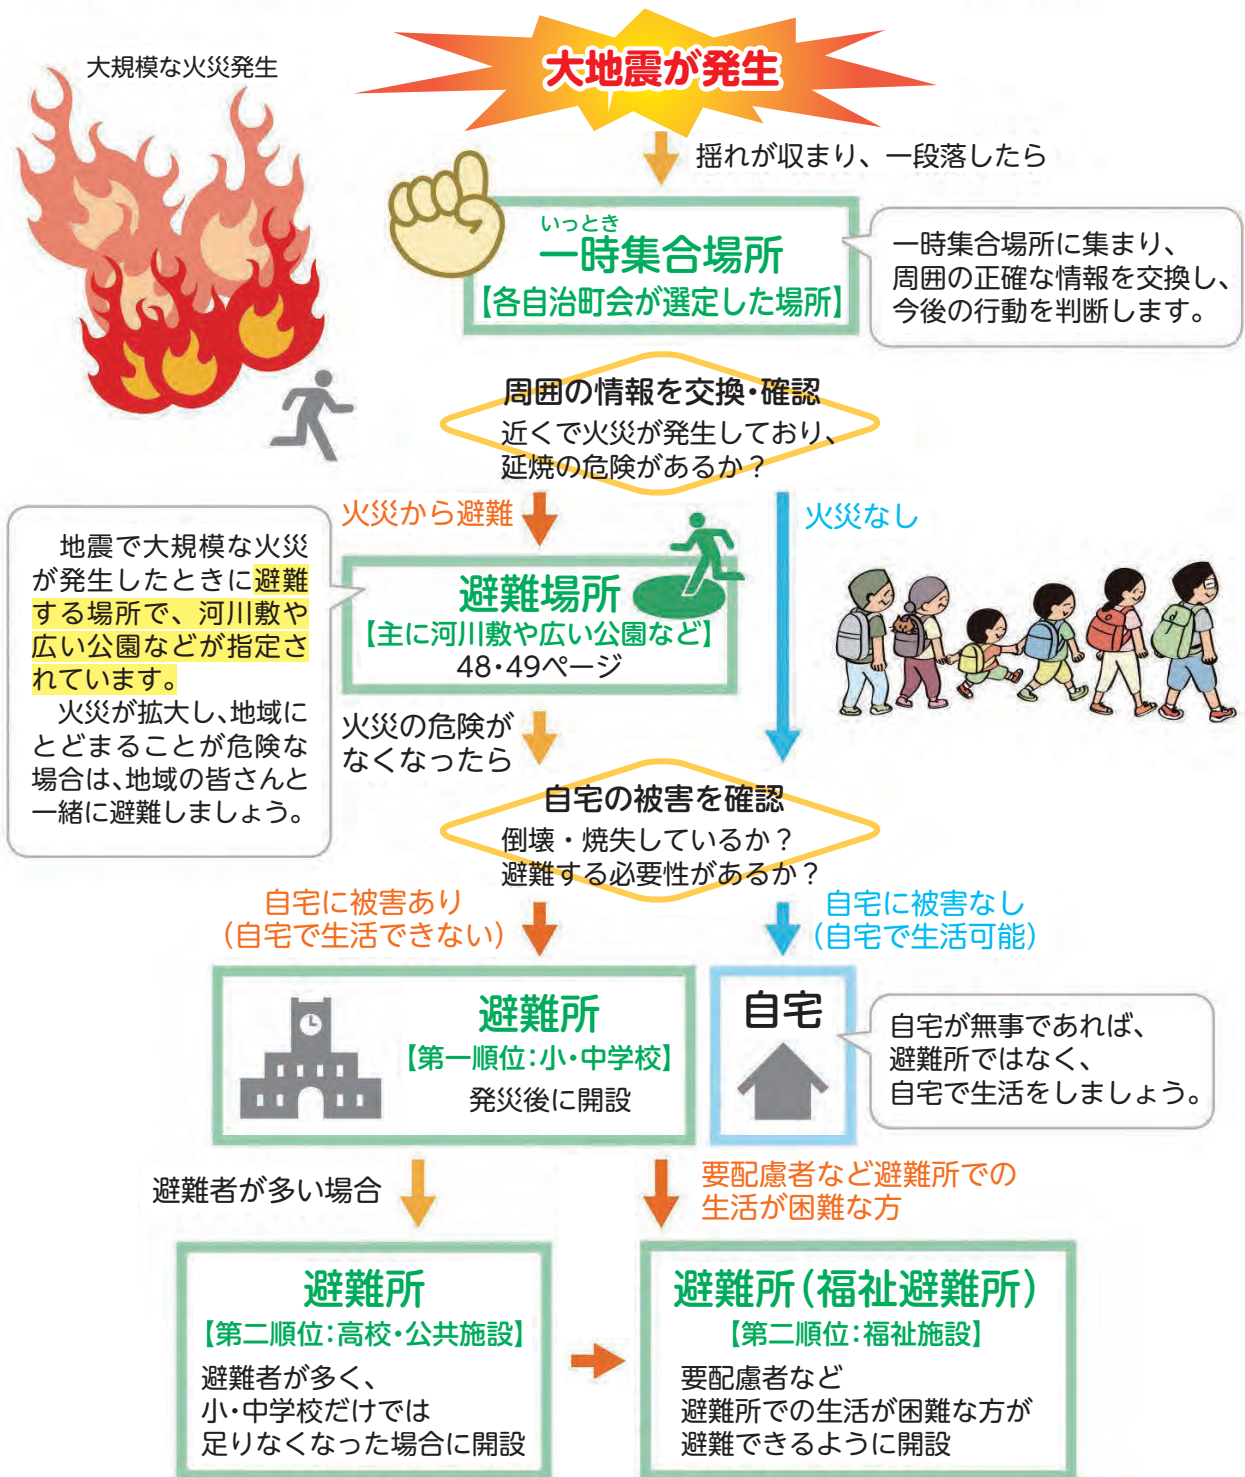 大規模な火災発生
大地震が発生
揺れが収まり、一段落したら
いっとき
一時集合場所
【各自治町会が選定した場所】
一時集合場所に集まり、
周囲の正確な情報を交換し、
今後の行動を判断します。
周囲の情報を交換・確認
近くで火災が発生しており、
延焼の危険があるか？
火災から避難
火災なし
地震で大規模な火災
が発生したときに避難
する場所で、河川敷や
広い公園などが指定さ
れています。
火災が拡大し、地域に
とどまることが危険な
場合は、地域の皆さんと
一緒に避難しましょう。
避難場所
【主に河川敷や広い公園など】
48・49ページ
火災の危険が
なくなったら
自宅の被害を確認
倒壊・焼失しているか？
避難する必要性があるか？
自宅に被害あり
（自宅で生活できない）
自宅に被害なし
（自宅で生活可能）
避難所
【第一順位：小・中学校】
発災後に開設
自宅
自宅が無事であれば、
避難所ではなく、
自宅で生活をしましょう。
避難者が多い場合
要配慮者など避難所での
生活が困難な方
避難所
【第二順位：高校・公共施設】
避難者が多く、
小・中学校だけでは
足りなくなった場合に開設
避難所（福祉避難所）
【第二順位：福祉施設】
要配慮者など
避難所での生活が困難な方が
避難できるように開設